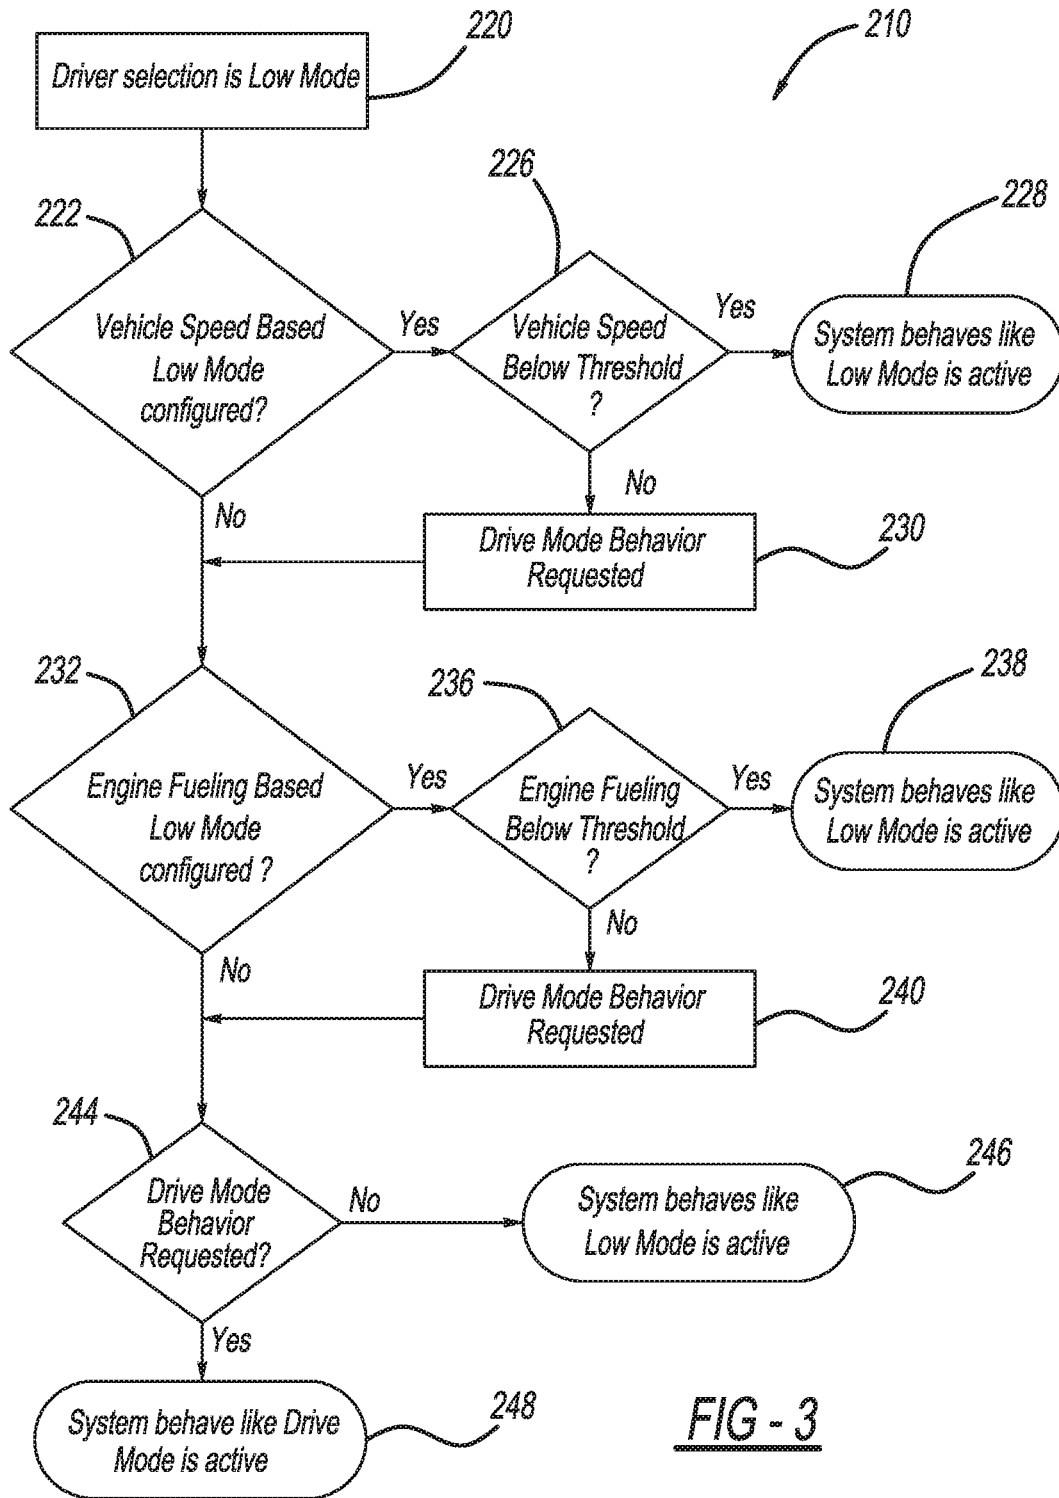 220
210
Driver selection is Low Mode
226
228
222
Vehicle Speed Based
Low Mode
configured?
Yes
Vehicle Speed
Below Threshold
?
Yes
System behaves like
Low Mode is active
No
No
Drive Mode Behavior
Requested
230
232
236
238
Engine Fueling Based
Low Mode
configured ?
Yes
Engine Fueling
Below Threshold
?
Yes
System behaves like
Low Mode is active
No
No
Drive Mode Behavior
Requested
240
244
246
Drive Mode
Behavior
Requested?
No
System behaves like
Low Mode is active
Yes
System behave like Drive
Mode is active
248
FIG - 3